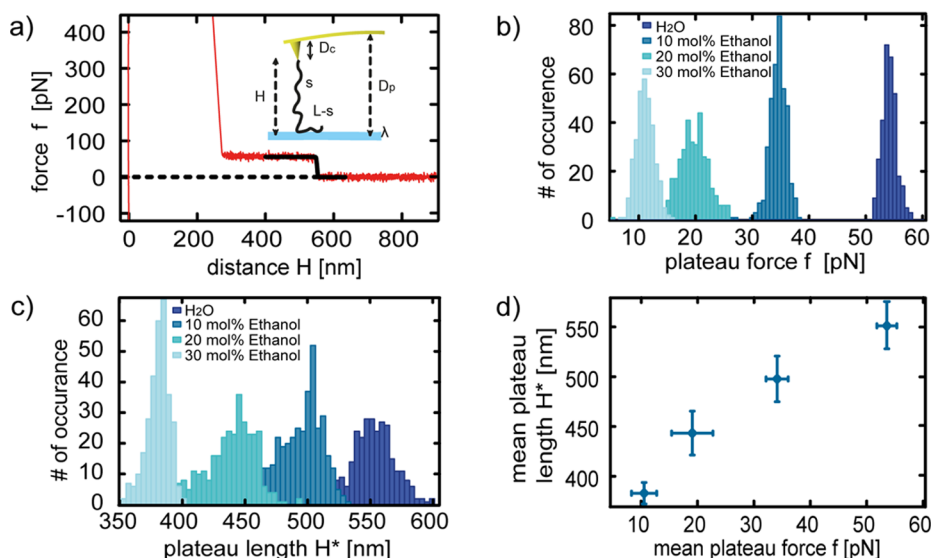 a)
400
300
200
100
0
-100
force f [pN]
0 200 400 600 800
distance H [nm]
H
s
L-s
Dc
Dp
λ
b)
80
60
40
20
0
# of occurrence
H2O
10 mol% Ethanol
20 mol% Ethanol
30 mol% Ethanol
10 20 30 40 50 60
plateau force f [pN]
c)
60
50
40
30
20
10
0
# of occurance
H2O
10 mol% Ethanol
20 mol% Ethanol
30 mol% Ethanol
350 400 450 500 550 600
plateau length H* [nm]
d)
550
500
450
400
mean plateau
length H* [nm]
10 20 30 40 50 60
mean plateau force f [pN]